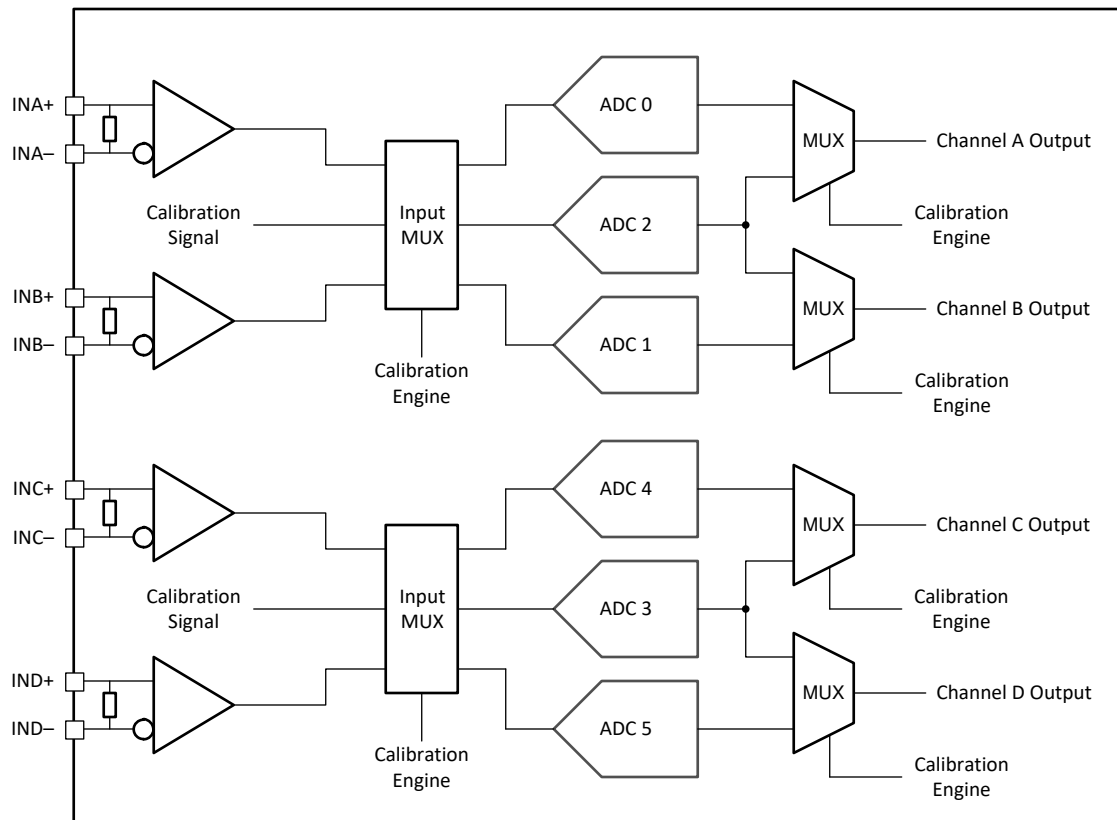 INA+
INA–
Calibration
Signal
INB+
INB–
Input
MUX
Calibration
Engine
ADC 0
ADC 2
ADC 1
MUX
Channel A Output
Calibration
Engine
MUX
Channel B Output
Calibration
Engine
INC+
INC–
Calibration
Signal
IND+
IND–
Input
MUX
Calibration
Engine
ADC 4
ADC 3
ADC 5
MUX
Channel C Output
Calibration
Engine
MUX
Channel D Output
Calibration
Engine